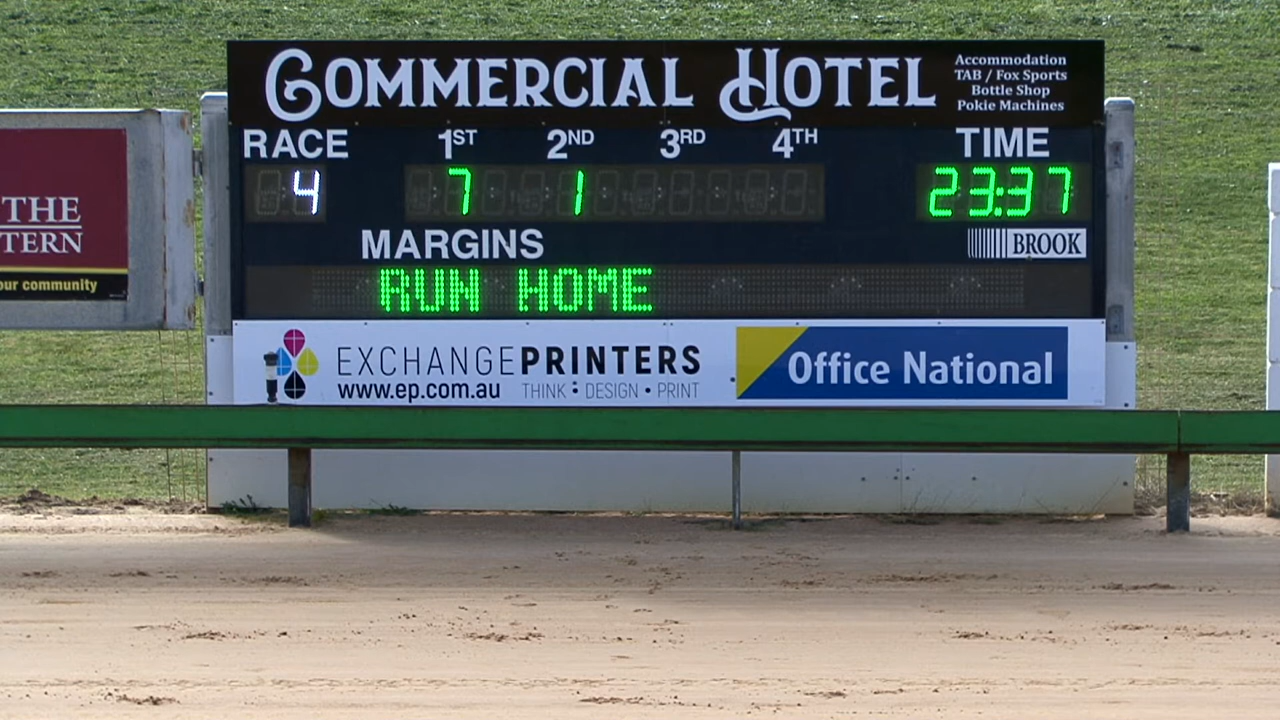 COMMERCIAL HOTEL
Accommodation
TAB / Fox Sports
Bottle Shop
Pokie Machines
RACE 1ST 2ND 3RD 4TH TIME
4 7 1 23:37
MARGINS
BROOK
RUN HOME
THE
TERN
our community
EXCHANGEPRINTERS
www.ep.com.au THINK : DESIGN • PRINT
Office National